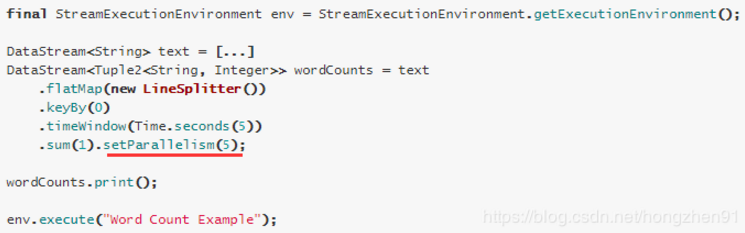 final StreamExecutionEnvironment env = StreamExecutionEnvironment.getExecutionEnvironment();
DataStream<String> text = [...]
DataStream<Tuple2<String, Integer>> wordCounts = text
    .flatMap(new LineSplitter())
    .keyBy(0)
    .timeWindow(Time.seconds(5))
    .sum(1).setParallelism(5);
wordCounts.print();
env.execute("Word Count Example");
https://blog.csdn.net/hongzhen91